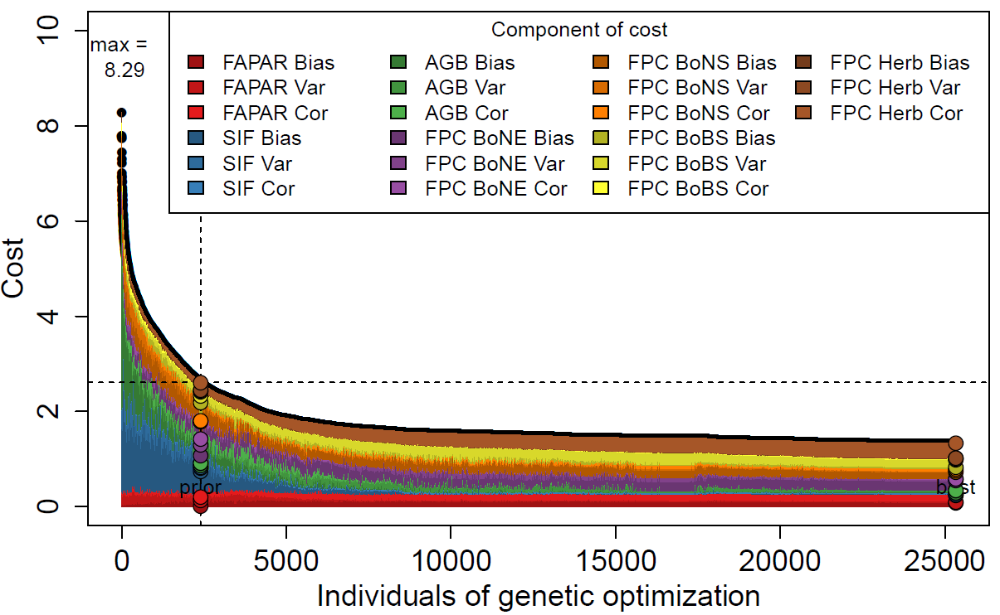 max =
8.29
Component of cost
FAPAR Bias
FAPAR Var
FAPAR Cor
SIF Bias
SIF Var
SIF Cor
AGB Bias
AGB Var
AGB Cor
FPC BoNE Bias
FPC BoNE Var
FPC BoNE Cor
FPC BoNS Bias
FPC BoNS Var
FPC BoNS Cor
FPC BoBS Bias
FPC BoBS Var
FPC BoBS Cor
FPC Herb Bias
FPC Herb Var
FPC Herb Cor
Cost
10
8
6
4
2
0
prior
best
0 5000 10000 15000 20000 25000
Individuals of genetic optimization